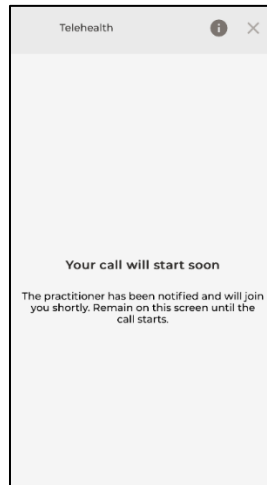 Telehealth
Your call will start soon
The practitioner has been notified and will join
you shortly. Remain on this screen until the
call starts.